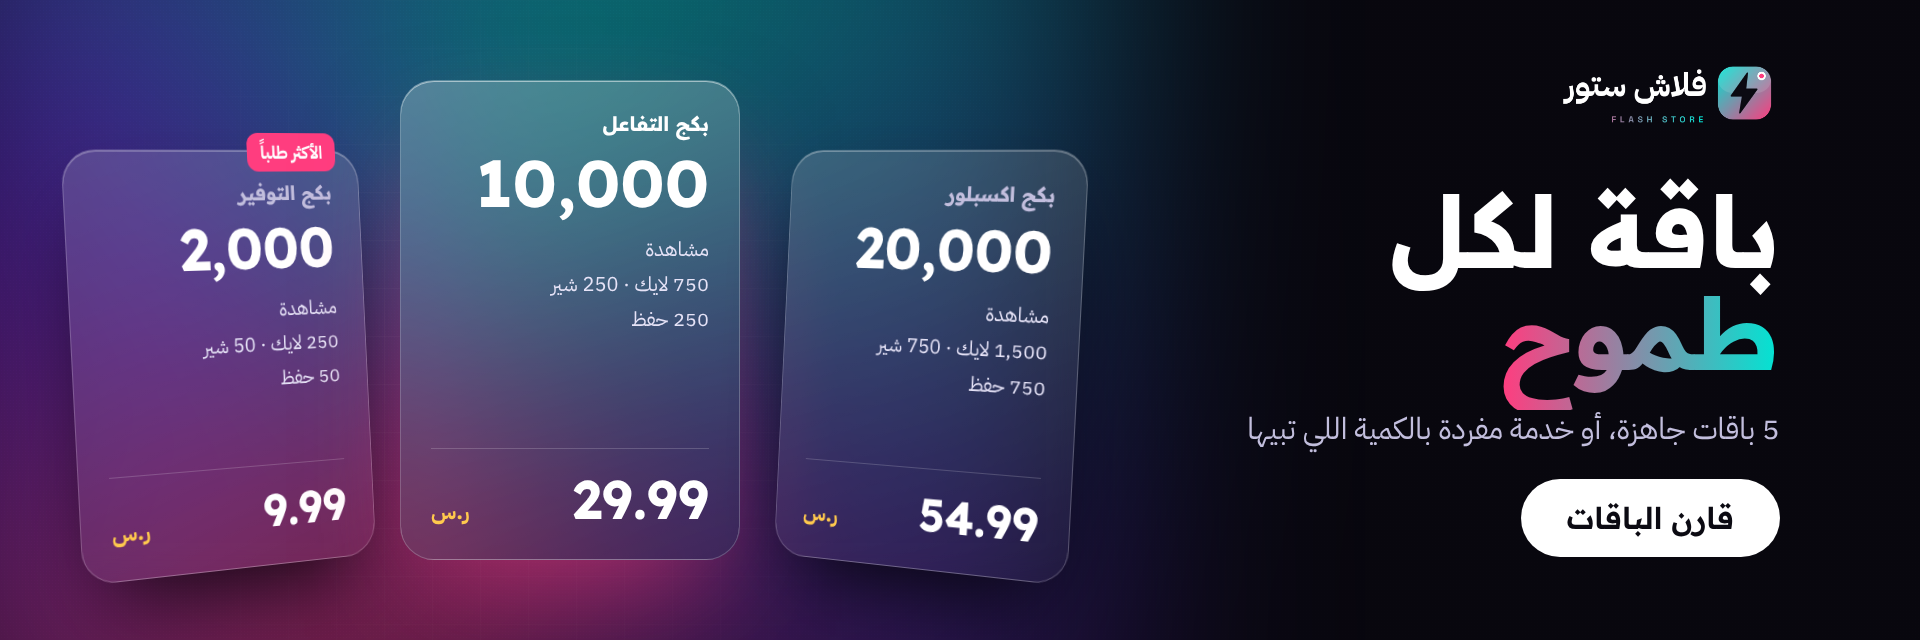 فلاش ستور
FLASH STORE
باقة لكل
طموح
5 باقات جاهزة، أو خدمة مفردة بالكمية اللي تبيها
قارن الباقات
بكج اكسبلور
20,000
مشاهدة
1,500 لايك · 750 شير
750 حفظ
54.99 ر.س
بكج التفاعل
10,000
مشاهدة
750 لايك · 250 شير
250 حفظ
29.99 ر.س
الأكثر طلباً
بكج التوفير
2,000
مشاهدة
250 لايك · 50 شير
50 حفظ
9.99 ر.س